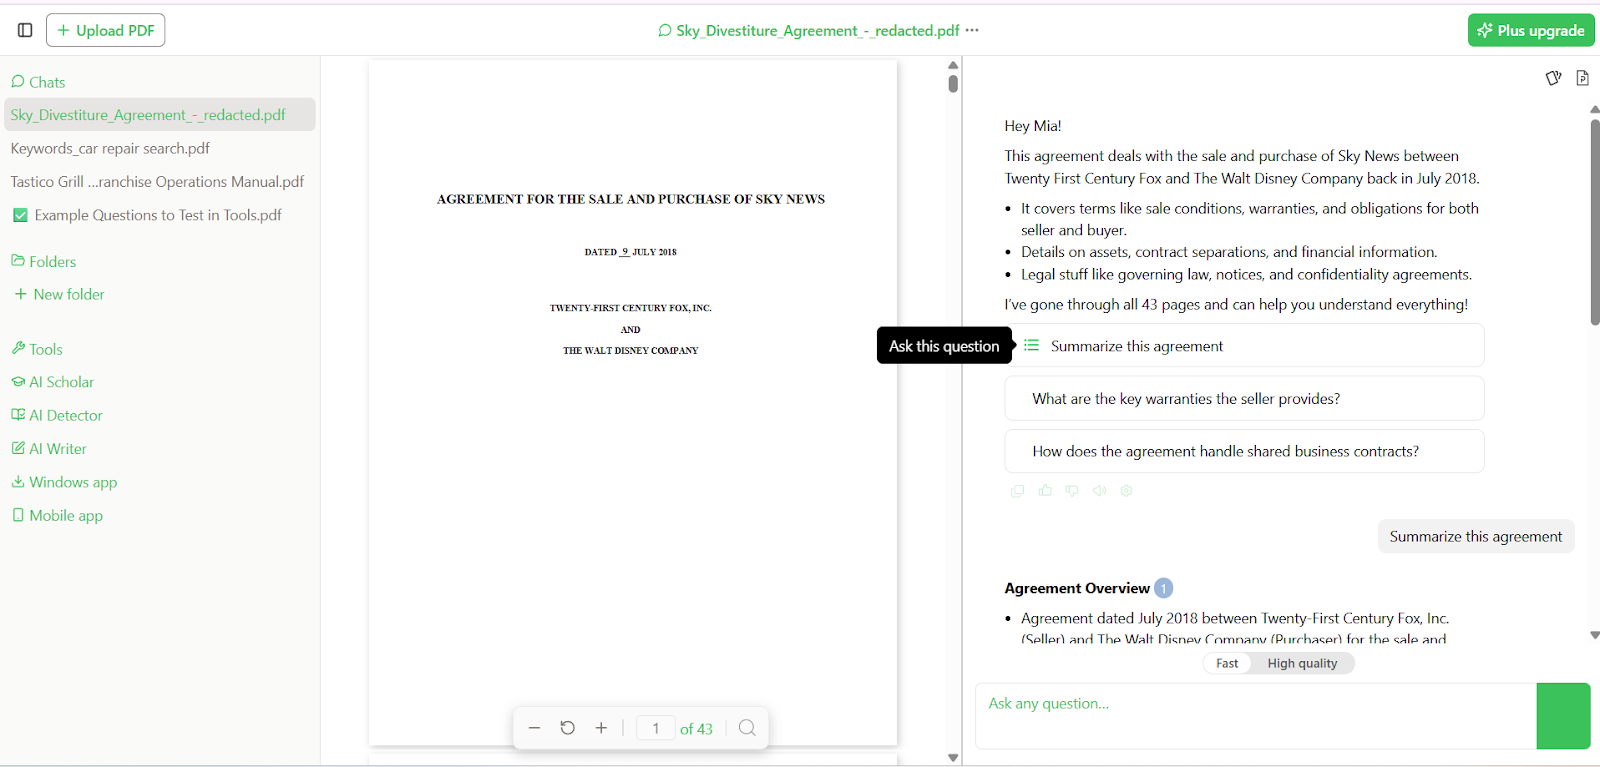 Upload PDF
Sky_Divestiture_Agreement_-_redacted.pdf
Plus upgrade
Chats
Sky_Divestiture_Agreement_-_redacted.pdf
Keywords_car repair search.pdf
Tastico Grill ...ranchise Operations Manual.pdf
Example Questions to Test in Tools.pdf
Folders
New folder
Tools
AI Scholar
AI Detector
AI Writer
Windows app
Mobile app
AGREEMENT FOR THE SALE AND PURCHASE OF SKY NEWS
DATED 9 JULY 2018
TWENTY-FIRST CENTURY FOX, INC.
AND
THE WALT DISNEY COMPANY
1 of 43
Hey Mia!
This agreement deals with the sale and purchase of Sky News between
Twenty First Century Fox and The Walt Disney Company back in July 2018.
• It covers terms like sale conditions, warranties, and obligations for both
seller and buyer.
• Details on assets, contract separations, and financial information.
• Legal stuff like governing law, notices, and confidentiality agreements.
I've gone through all 43 pages and can help you understand everything!
Ask this question
Summarize this agreement
What are the key warranties the seller provides?
How does the agreement handle shared business contracts?
Summarize this agreement
Agreement Overview 1
• Agreement dated July 2018 between Twenty-First Century Fox, Inc.
(Seller) and The Walt Disney Company (Purchaser) for the sale and
Fast High quality
Ask any question...